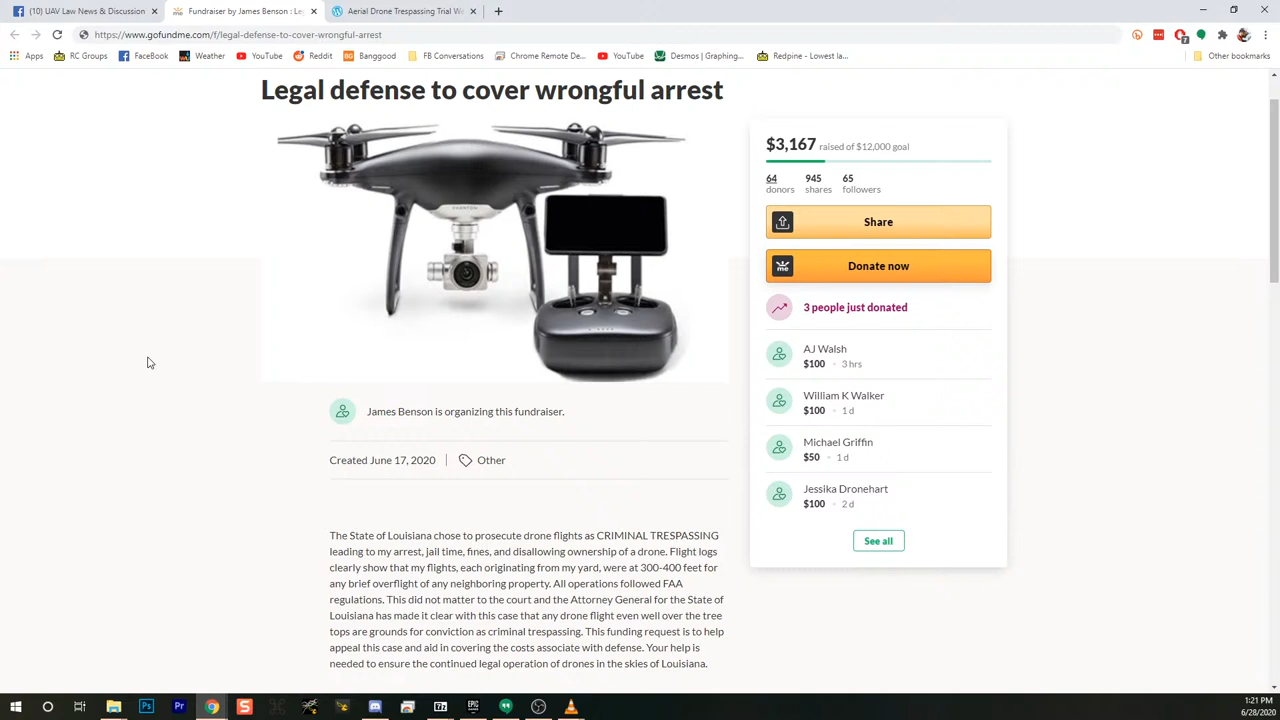 (10) UAV Law News & Discussion
Fundraiser by James Benson : Le
Aerial Drone Trespassing Trial We
https://www.gofundme.com/f/legal-defense-to-cover-wrongful-arrest
Apps RC Groups FaceBook Weather YouTube Reddit Banggood FB Conversations Chrome Remote De... YouTube Desmos | Graphing... Redpine - Lowest la... Other bookmarks
Legal defense to cover wrongful arrest
PHANTOM
James Benson is organizing this fundraiser.
Created June 17, 2020 Other
The State of Louisiana chose to prosecute drone flights as CRIMINAL TRESPASSING
leading to my arrest, jail time, fines, and disallowing ownership of a drone. Flight logs
clearly show that my flights, each originating from my yard, were at 300-400 feet for
any brief overflight of any neighboring property. All operations followed FAA
regulations. This did not matter to the court and the Attorney General for the State of
Louisiana has made it clear with this case that any drone flight even well over the tree
tops are grounds for conviction as criminal trespassing. This funding request is to help
appeal this case and aid in covering the costs associate with defense. Your help is
needed to ensure the continued legal operation of drones in the skies of Louisiana.
$3,167 raised of $12,000 goal
64 945 65
donors shares followers
Share
me Donate now
3 people just donated
AJ Walsh
$100 • 3 hrs
William K Walker
$100 • 1 d
Michael Griffin
$50 • 1 d
Jessika Dronehart
$100 • 2 d
See all
1:21 PM
6/28/2020